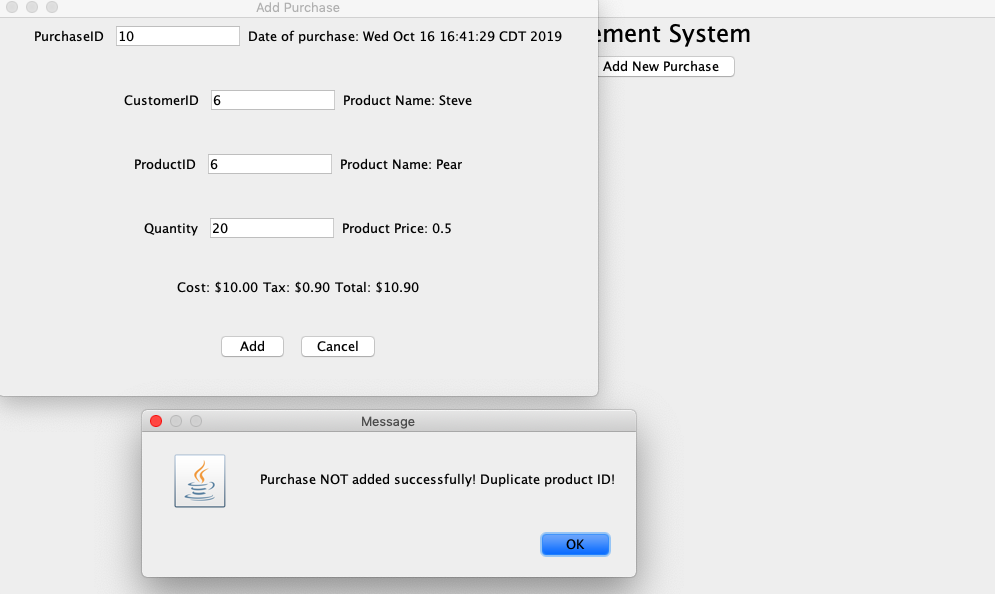 Add Purchase
PurchaseID 10 Date of purchase: Wed Oct 16 16:41:29 CDT 2019
ement System
Add New Purchase
CustomerID 6 Product Name: Steve
ProductID 6 Product Name: Pear
Quantity 20 Product Price: 0.5
Cost: $10.00 Tax: $0.90 Total: $10.90
Add Cancel
Message
Purchase NOT added successfully! Duplicate product ID!
OK